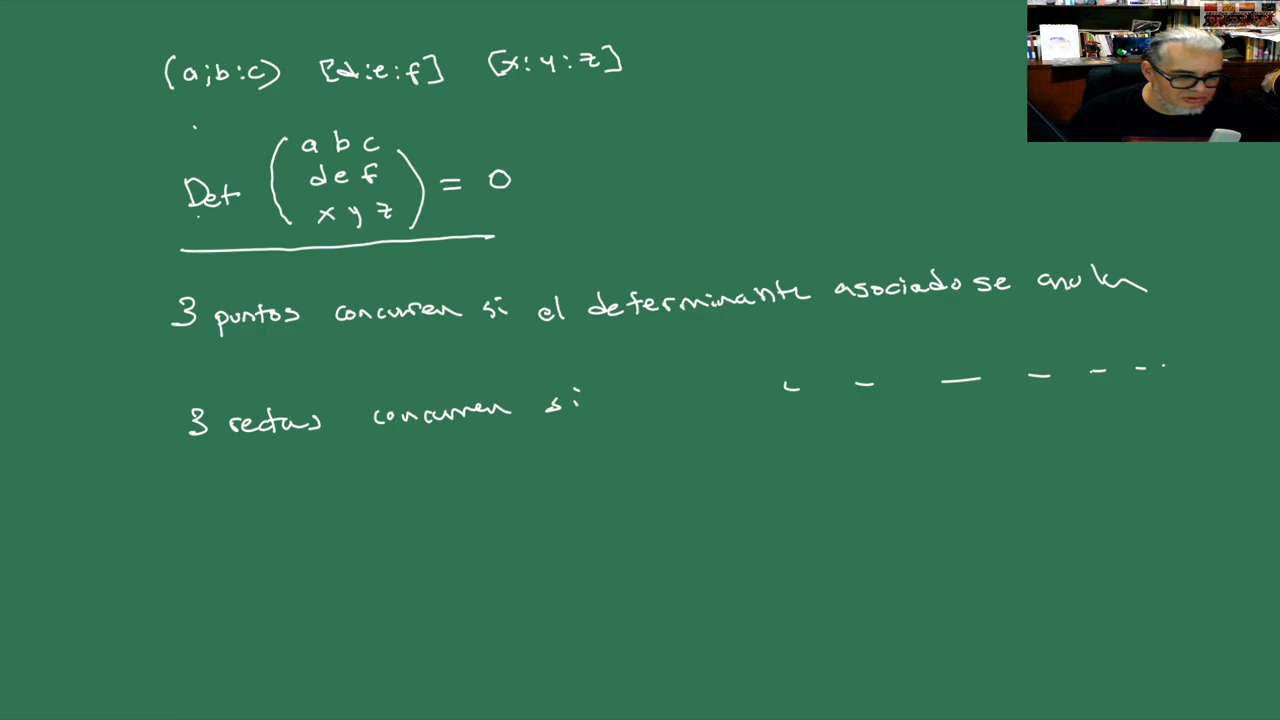 (a:b:c) [d:e:f] [x:y:z]
Det ( a b c
d e f
x y z ) = 0
3 puntos concurren si el determinante asociado se anula
3 rectas concurren si